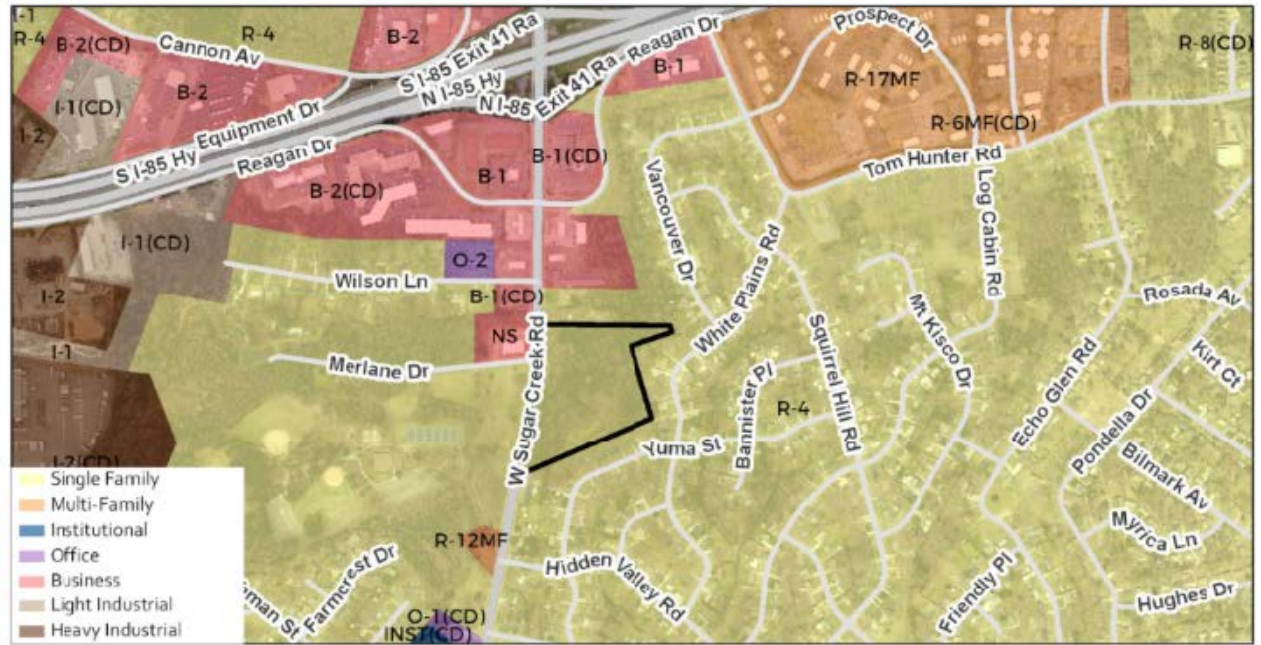 I-1
R-4
B-2(CD)
Cannon Av
R-4
B-2
S I-85 Exit 41 Ra
N I-85 Hy
N I-85 Exit 41 Ra
Reagan Dr
B-1
Prospect Dr
R-17MF
R-8(CD)
I-1(CD)
B-2
I-2
S I-85 Hy
Equipment Dr
Reagan Dr
R-6MF(CD)
Tom Hunter Rd
B-2(CD)
B-1
B-1(CD)
Vancouver Dr
Log Cabin Rd
I-1(CD)
O-2
Wilson Ln
B-1(CD)
I-2
White Plains Rd
Squirrel Hill Rd
Mt Kisco Dr
Rosada Av
NS
W Sugar Creek Rd
I-1
Merlane Dr
Bannister Pl
R-4
Echo Glen Rd
Kirt Ct
Pondella Dr
Yuma St
Bilmark Av
I-2(CD)
Single Family
Multi-Family
Institutional
Office
Business
Light Industrial
Heavy Industrial
R-12MF
Myrica Ln
Farmcrest Dr
Hidden Valley Rd
Friendly Pl
Hughes Dr
uman St
O-1(CD)
INST(CD)